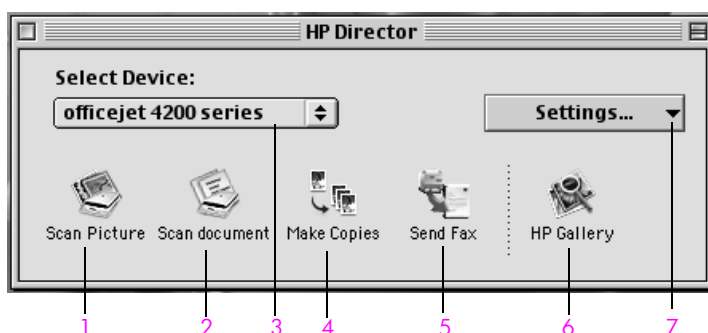 HP Director
Select Device:
officejet 4200 series
Settings...
Scan Picture
Scan document
Make Copies
Send Fax
HP Gallery
1 2 3 4 5 6 7